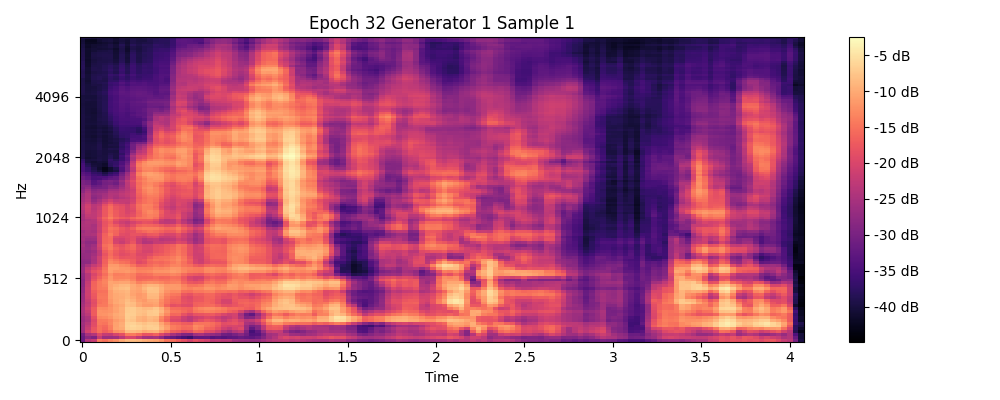 Epoch 32 Generator 1 Sample 1
Hz
4096
2048
1024
512
0
0
0.5
1
1.5
2
2.5
3
3.5
4
Time
-5 dB
-10 dB
-15 dB
-20 dB
-25 dB
-30 dB
-35 dB
-40 dB